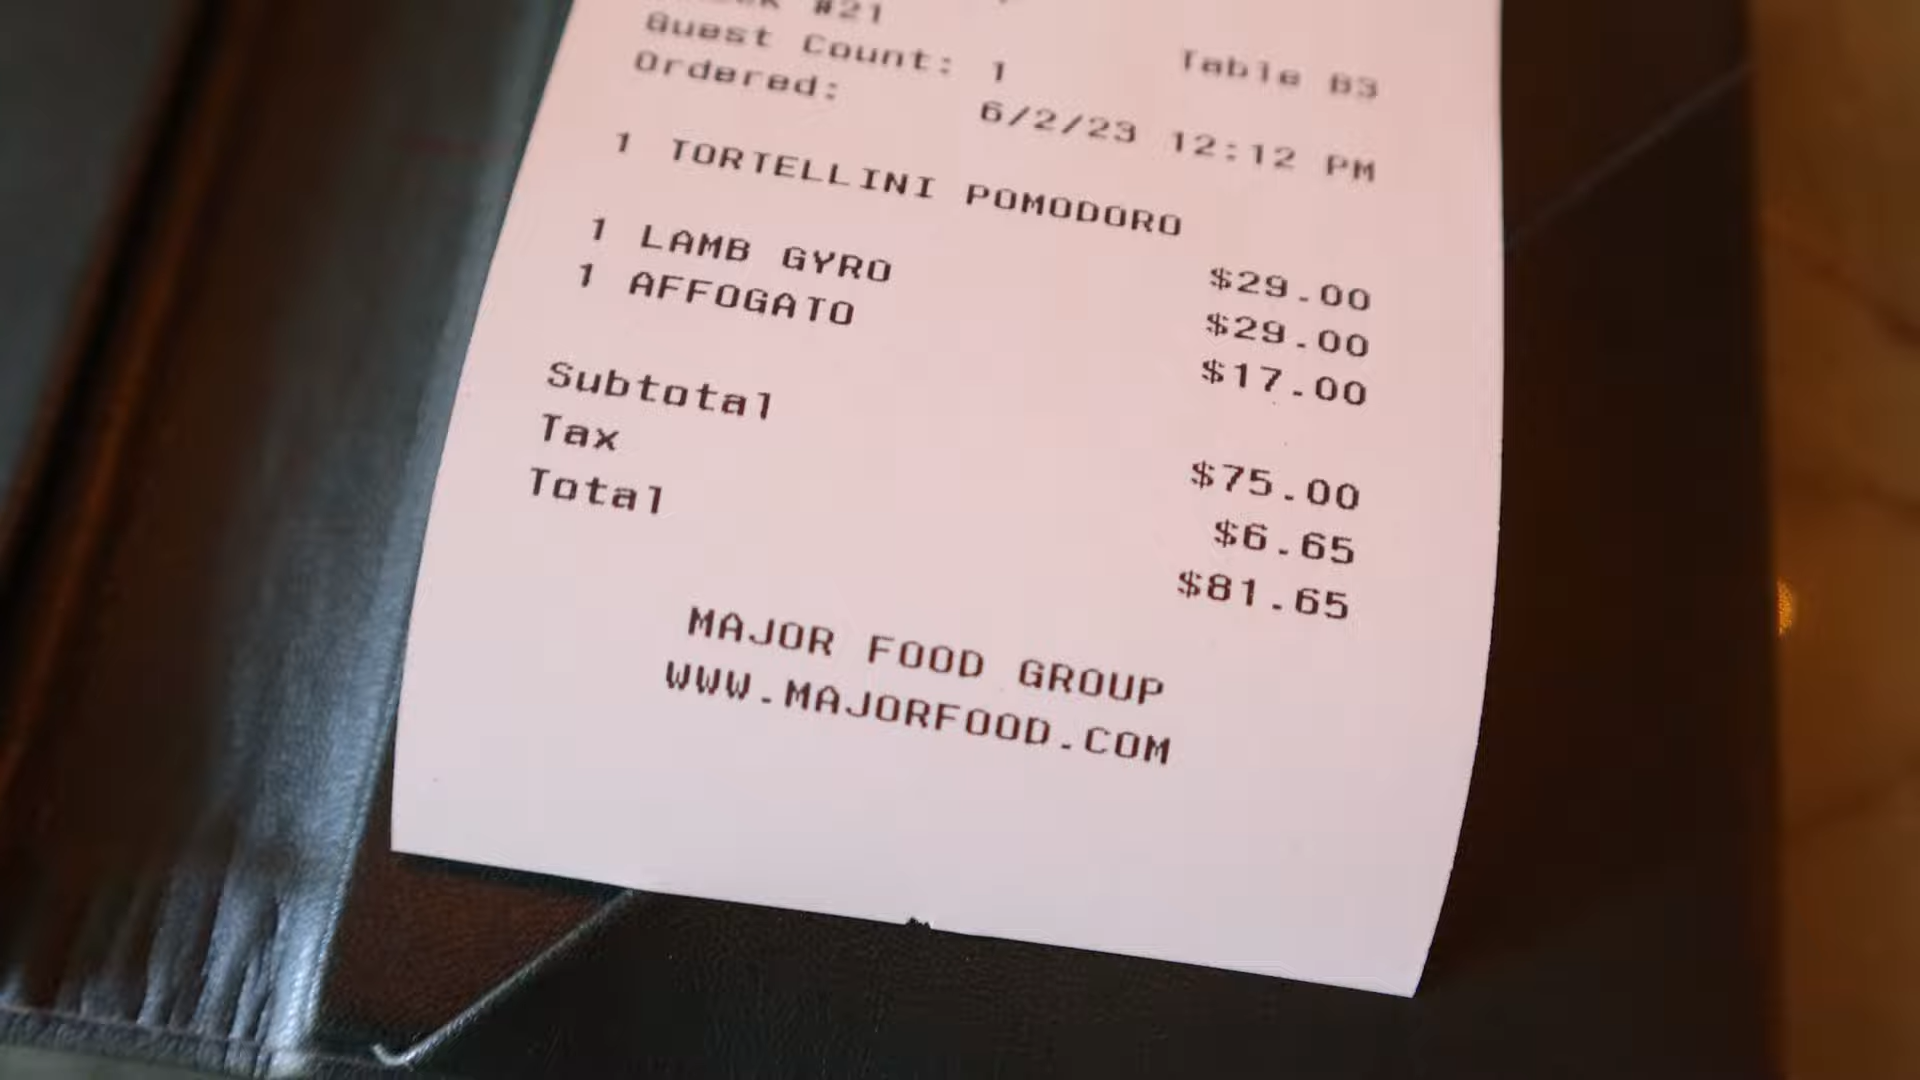 #21
Guest Count: 1 Table 83
Ordered: 6/2/23 12:12 PM
1 TORTELLINI POMODORO
$29.00
1 LAMB GYRO $29.00
1 AFFOGATO $17.00
Subtotal $75.00
Tax $6.65
Total $81.65
MAJOR FOOD GROUP
WWW.MAJORFOOD.COM